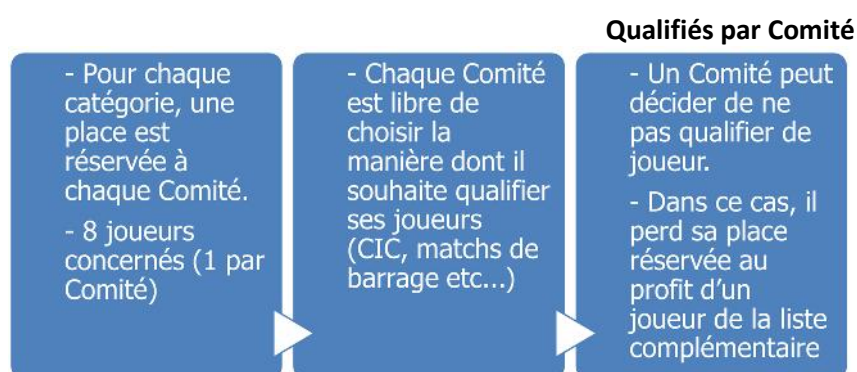 Qualifiés par Comité
- Pour chaque
catégorie, une
place est
réservée à
chaque Comité.
- 8 joueurs
concernés (1 par
Comité)
- Chaque Comité
est libre de
choisir la
manière dont il
souhaite qualifier
ses joueurs
(CIC, matchs de
barrage etc...)
- Un Comité peut
décider de ne
pas qualifier de
joueur.
- Dans ce cas, il
perd sa place
réservée au
profit d'un
joueur de la liste
complémentaire